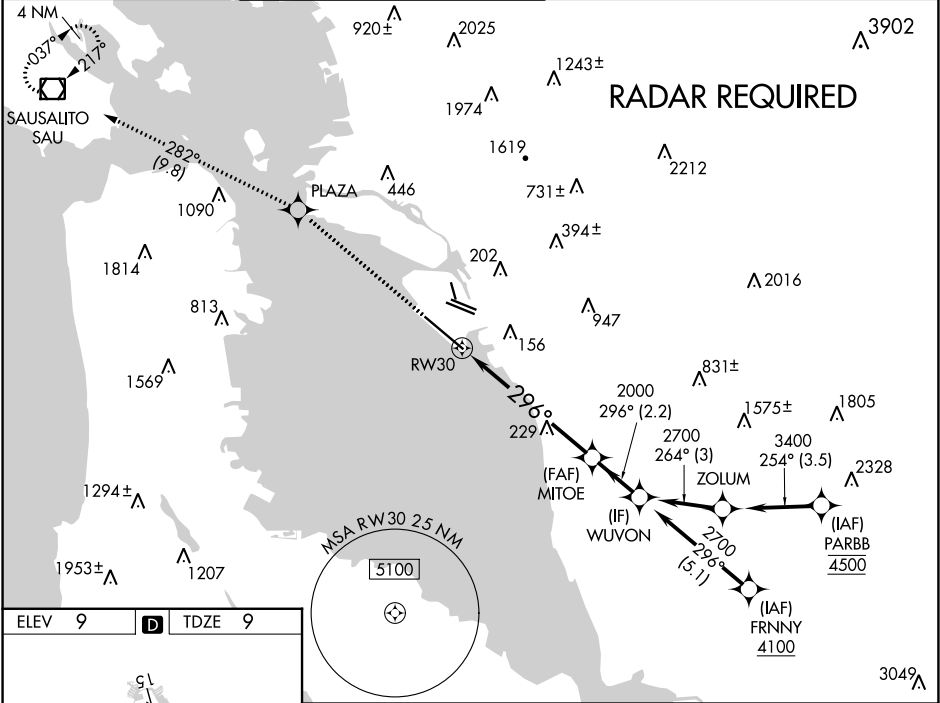 4 NM
037°
217°
SAUSALITO
SAU
920±
2025
1243±
3902
1974
RADAR REQUIRED
282°
(9.8)
1619
2212
446
731±
PLAZA
1090
394±
202
1814
2016
813
947
156
RW30
831±
1569
296°
2000
296° (2.2)
1575±
1805
229
2700
264° (3)
3400
254° (3.5)
ZOLUM
2328
(FAF)
MITOE
1294±
(IF)
WUVON
(IAF)
PARBB
4500
MSA RW30 25 NM
2700
296°
(5.1)
5100
1207
1953±
(IAF)
FRNNY
4100
ELEV 9
D
TDZE 9
15
3049